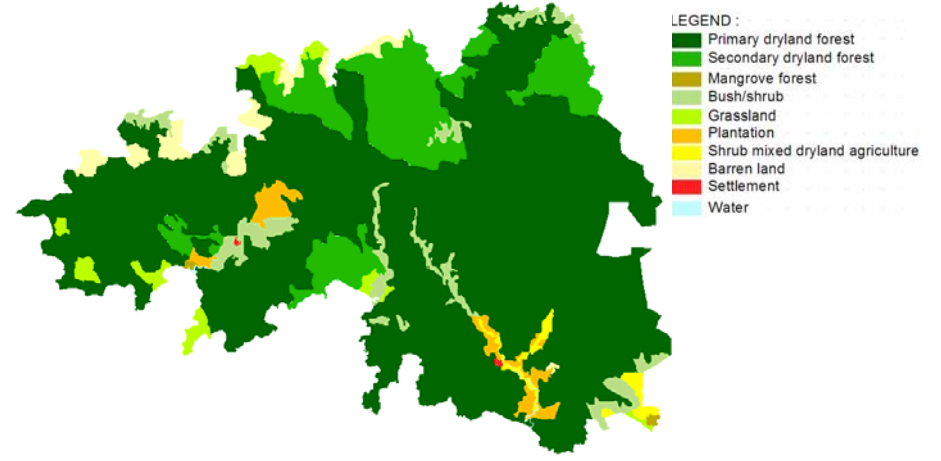 LEGEND :
Primary dryland forest
Secondary dryland forest
Mangrove forest
Bush/shrub
Grassland
Plantation
Shrub mixed dryland agriculture
Barren land
Settlement
Water